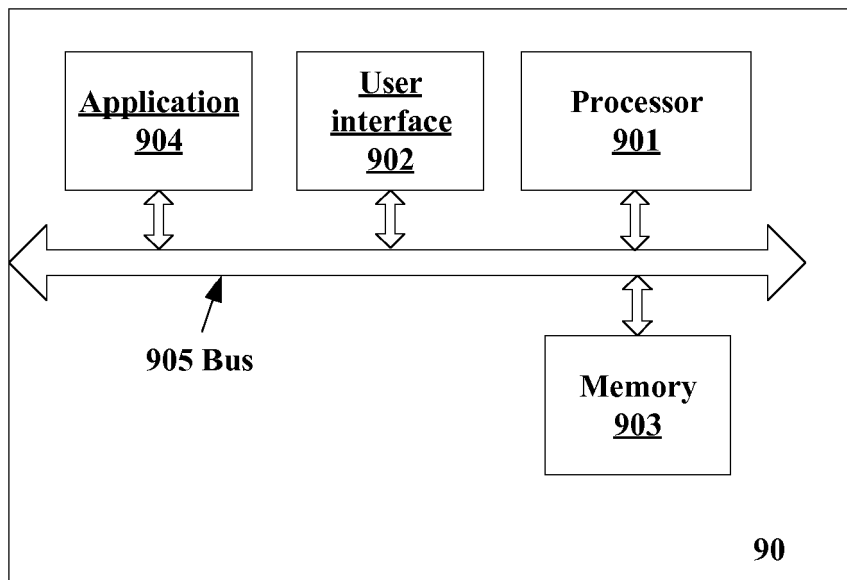 Application
904
User
interface
902
Processor
901
905 Bus
Memory
903
90